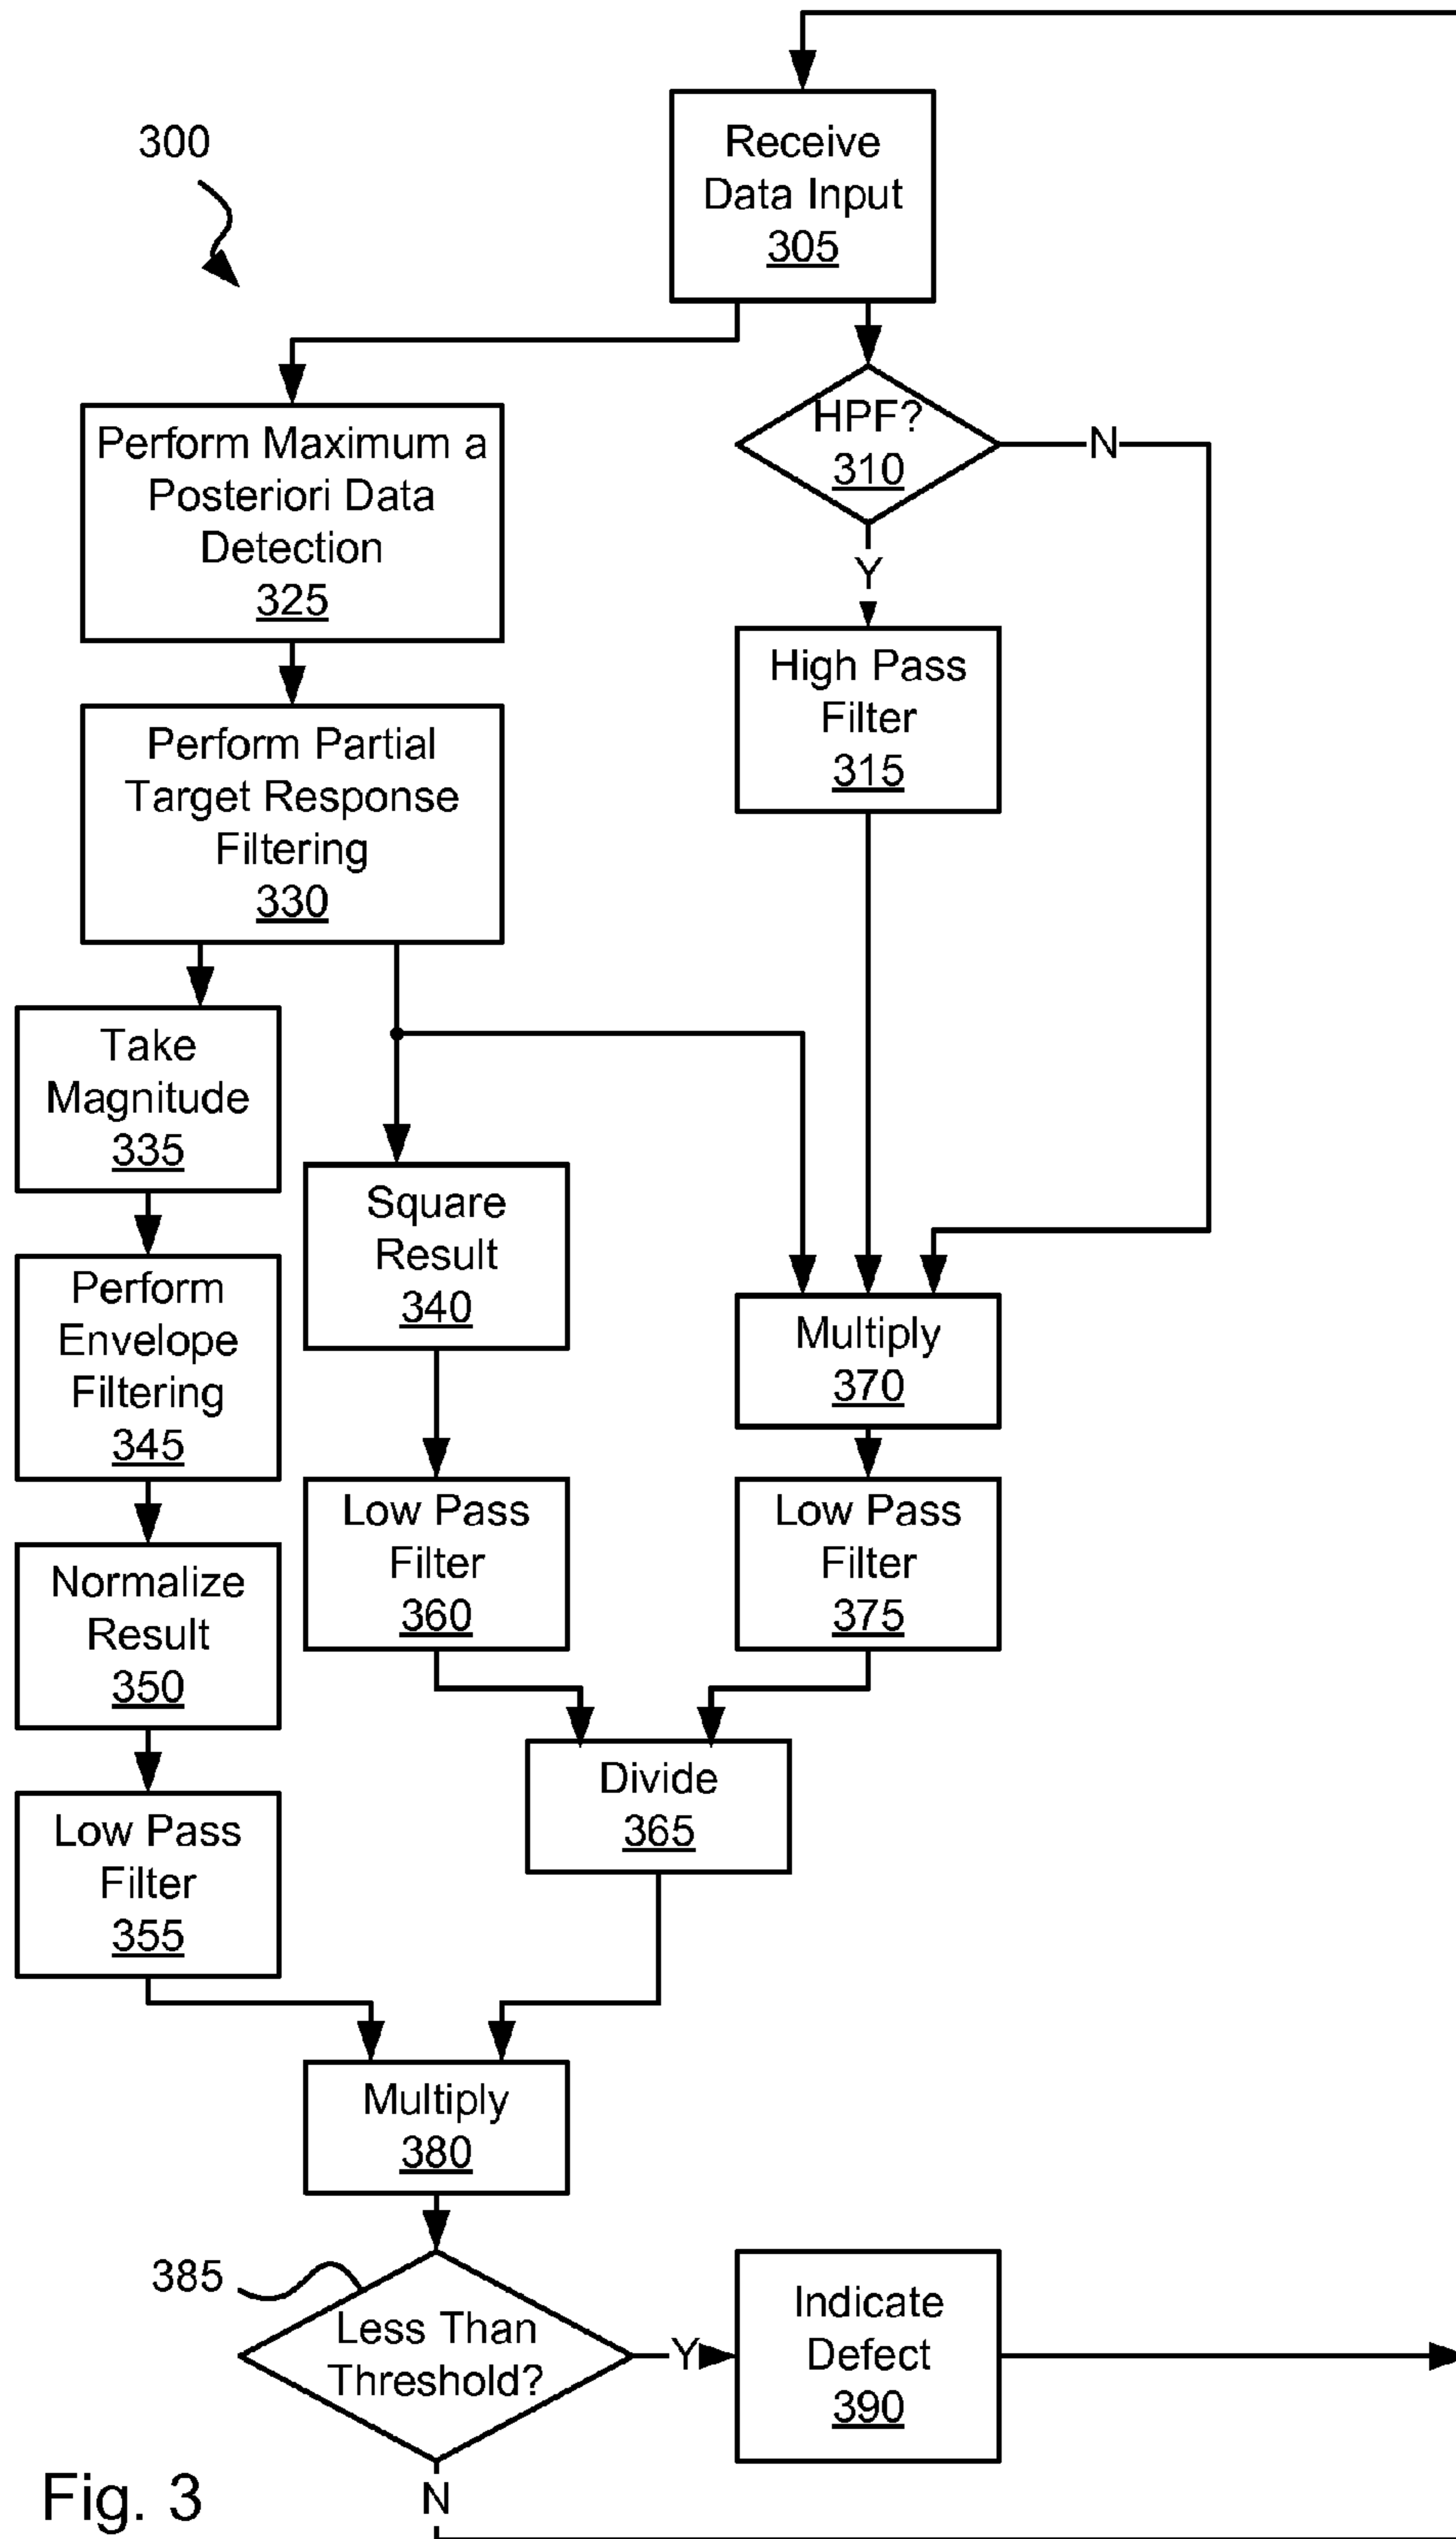 300
Receive
Data Input
305
HPF?
310
N
Y
Perform Maximum a
Posteriori Data
Detection
325
High Pass
Filter
315
Perform Partial
Target Response
Filtering
330
Take
Magnitude
335
Square
Result
340
Perform
Envelope
Filtering
345
Multiply
370
Normalize
Result
350
Low Pass
Filter
360
Low Pass
Filter
375
Low Pass
Filter
355
Divide
365
Multiply
380
385
Less Than
Threshold?
Y
Indicate
Defect
390
N
Fig. 3